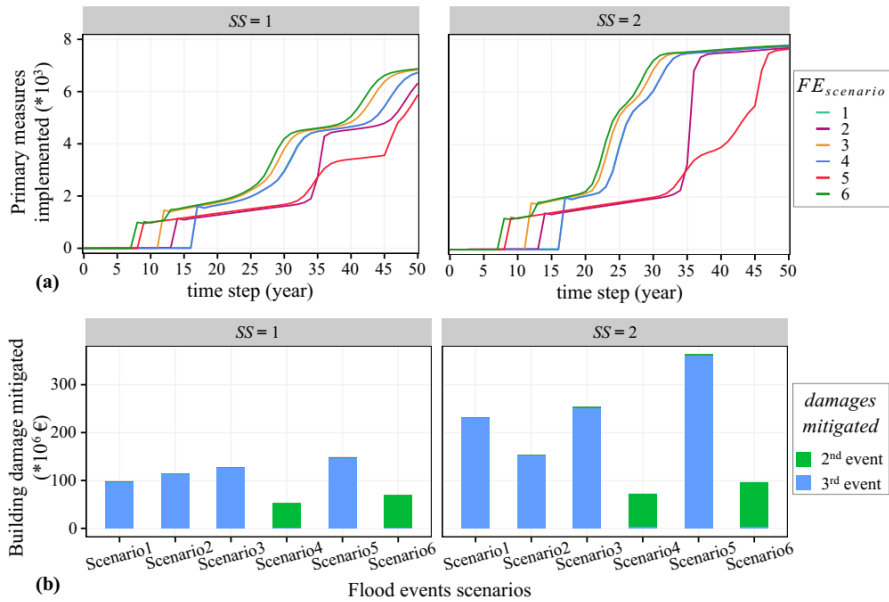 SS = 1
SS = 2
Primary measures
implemented (* 10³)
8
6
4
2
0
0 5 10 15 20 25 30 35 40 45 50
0 5 10 15 20 25 30 35 40 45 50
(a)
time step (year)
time step (year)
FEscenario
1
2
3
4
5
6
SS = 1
SS = 2
Building damage mitigated
(*10⁶ €)
300
200
100
0
Scenario1 Scenario2 Scenario3 Scenario4 Scenario5 Scenario6
Scenario1 Scenario2 Scenario3 Scenario4 Scenario5 Scenario6
(b)
Flood events scenarios
damages
mitigated
2nd event
3rd event